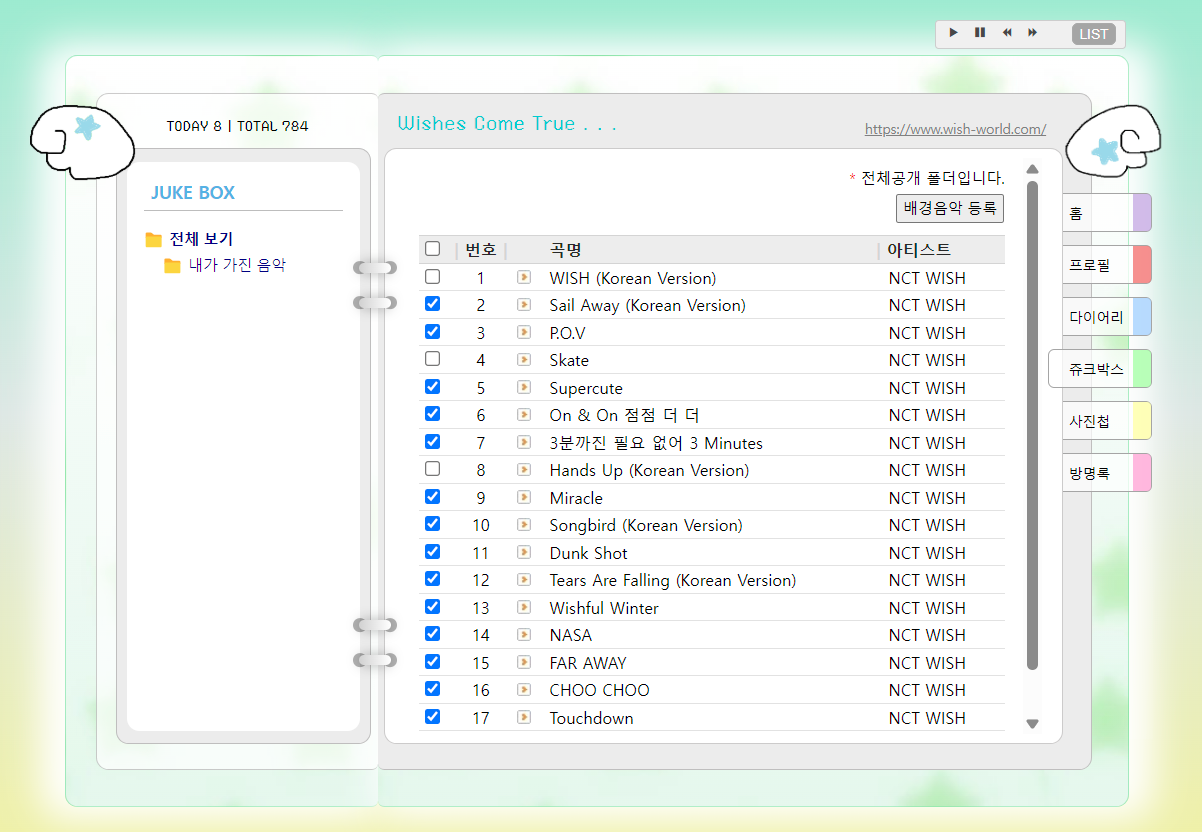 LIST
TODAY 8 | TOTAL 784
Wishes Come True . . .
https://www.wish-world.com/
JUKE BOX
전체 보기
내가 가진 음악
* 전체공개 폴더입니다.
배경음악 등록
번호 | 곡명 | 아티스트
1 WISH (Korean Version) NCT WISH
2 Sail Away (Korean Version) NCT WISH
3 P.O.V NCT WISH
4 Skate NCT WISH
5 Supercute NCT WISH
6 On & On 점점 더 더 NCT WISH
7 3분까진 필요 없어 3 Minutes NCT WISH
8 Hands Up (Korean Version) NCT WISH
9 Miracle NCT WISH
10 Songbird (Korean Version) NCT WISH
11 Dunk Shot NCT WISH
12 Tears Are Falling (Korean Version) NCT WISH
13 Wishful Winter NCT WISH
14 NASA NCT WISH
15 FAR AWAY NCT WISH
16 CHOO CHOO NCT WISH
17 Touchdown NCT WISH
홈
프로필
다이어리
쥬크박스
사진첩
방명록